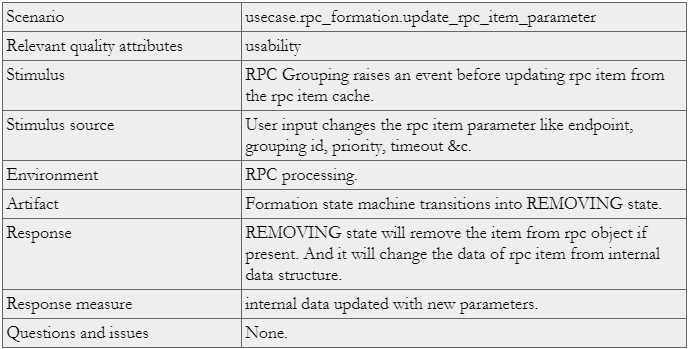 Scenario
usecase.rpc_formation.update_rpc_item_parameter
Relevant quality attributes
usability
Stimulus
RPC Grouping raises an event before updating rpc item from
the rpc item cache.
Stimulus source
User input changes the rpc item parameter like endpoint,
grouping id, priority, timeout &c.
Environment
RPC processing.
Artifact
Formation state machine transitions into REMOVING state.
Response
REMOVING state will remove the item from rpc object if
present. And it will change the data of rpc item from internal
data structure.
Response measure
internal data updated with new parameters.
Questions and issues
None.